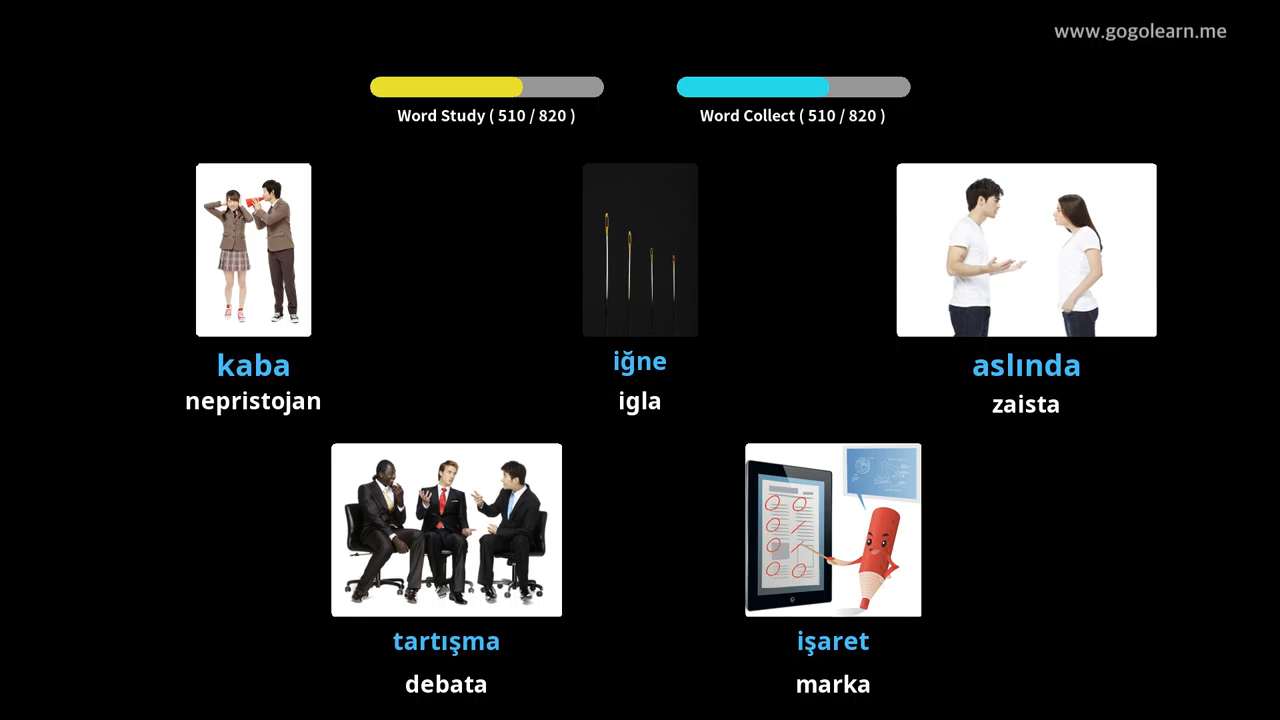 www.gogolearn.me
Word Study ( 510 / 820 )
Word Collect ( 510 / 820 )
kaba
nepristojan
iğne
igla
aslında
zaista
tartışma
debata
işaret
marka